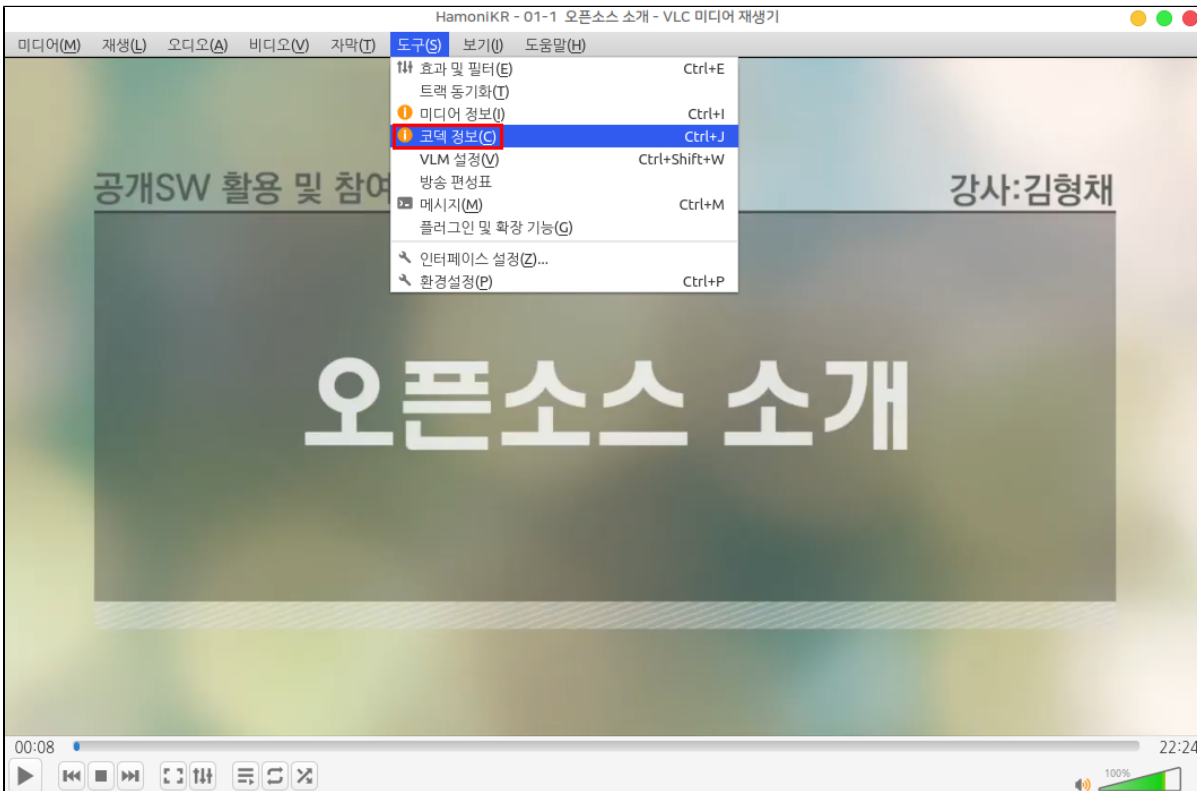 HamoniKR - 01-1 오픈소스 소개 - VLC 미디어 재생기
미디어(M) 재생(L) 오디오(A) 비디오(V) 자막(T) 도구(S) 보기(I) 도움말(H)
효과 및 필터(E) Ctrl+E
트랙 동기화(T)
미디어 정보(I) Ctrl+I
코덱 정보(C) Ctrl+J
VLM 설정(V) Ctrl+Shift+W
방송 편성표
메시지(M) Ctrl+M
플러그인 및 확장 기능(G)
인터페이스 설정(Z)...
환경설정(P) Ctrl+P
공개SW 활용 및 참여
강사:김형채
오픈소스 소개
00:08 22:24
100%